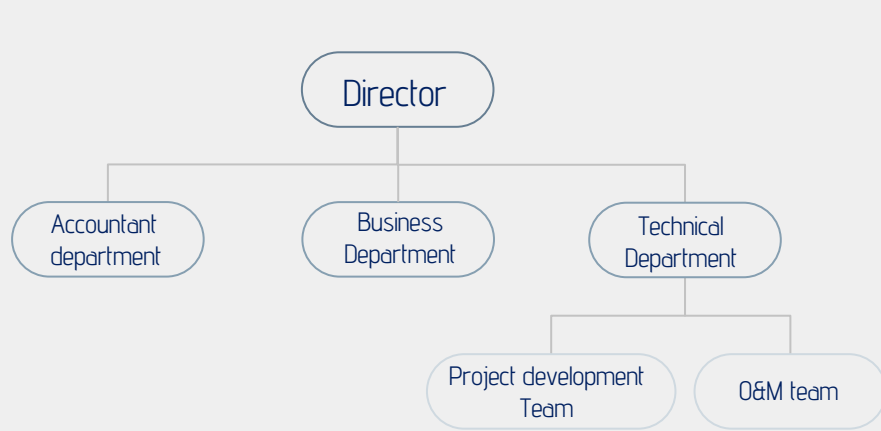 Director
Accountant
department
Business
Department
Technical
Department
Project development
Team
O&M team